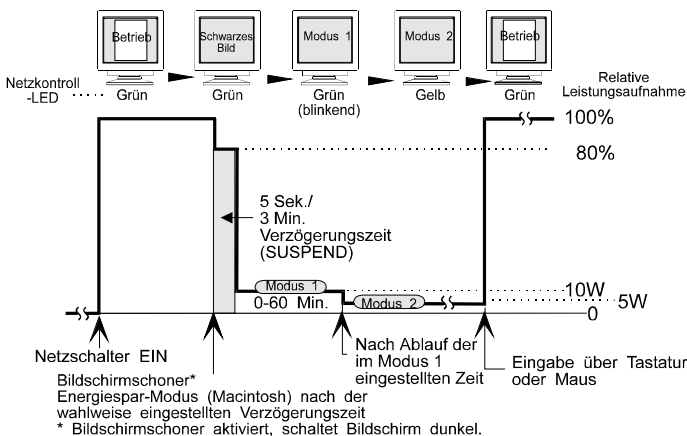 Betrieb
Schwarzes
Bild
Modus 1
Modus 2
Betrieb
Netzkontroll
-LED
Grün
Grün
Grün
(blinkend)
Gelb
Grün
Relative
Leistungsaufnahme
100%
80%
5 Sek./
3 Min.
Verzögerungszeit
(SUSPEND)
Modus 1
0-60 Min.
Modus 2
10W
5W
0
Netzschalter EIN
Bildschirmschoner*
Energiespar-Modus (Macintosh) nach der
wahlweise eingestellten Verzögerungszeit
* Bildschirmschoner aktiviert, schaltet Bildschirm dunkel.
Nach Ablauf der
im Modus 1
eingestellten Zeit
Eingabe über Tastatur
oder Maus